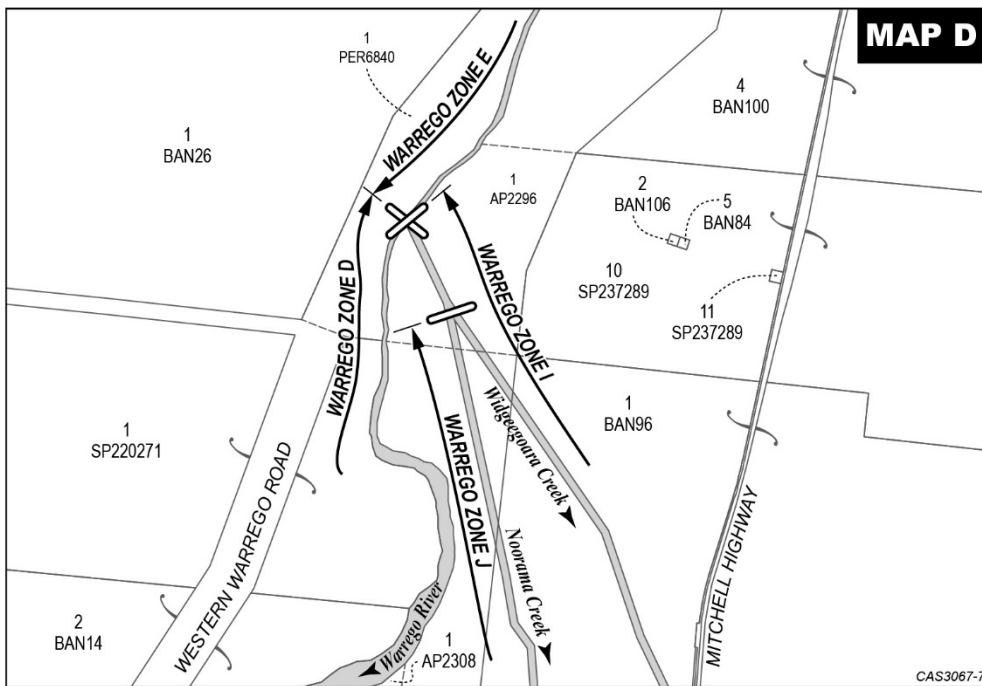 MAP D
1
PER6840
WARREGO ZONE E
4
BAN100
1
BAN26
1
AP2296
2
BAN106
5
BAN84
WARREGO ZONE D
WARREGO ZONE I
10
SP237289
11
SP237289
1
SP220271
WARREGO ZONE J
Widgeegoara Creek
1
BAN96
WESTERN WARREGO ROAD
Noorama Creek
MITCHELL HIGHWAY
2
BAN14
Warrego River
1
AP2308
CAS3067-7